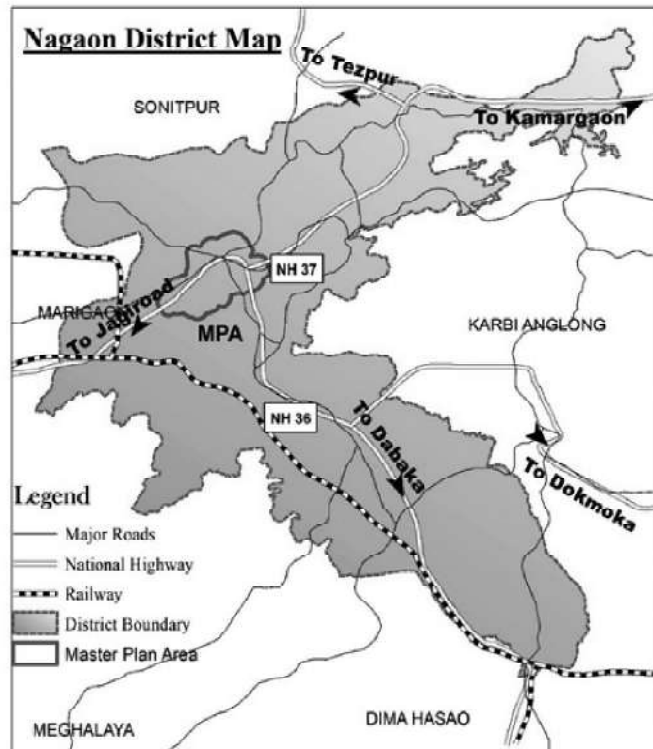 Nagaon District Map
To Tezpur
SONITPUR
To Kamargaon
NH 37
MARIGAON
To Jagiroad
MPA
KARBI ANGLONG
NH 36
To Dabaka
To Dokmoka
Legend
Major Roads
National Highway
Railway
District Boundary
Master Plan Area
DIMA HASAO
MEGHALAYA